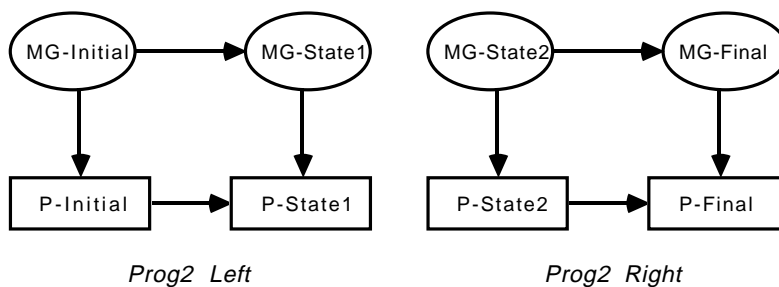 MG-Initial MG-State1 MG-State2 MG-Final
P-Initial P-State1 P-State2 P-Final
Prog2 Left Prog2 Right